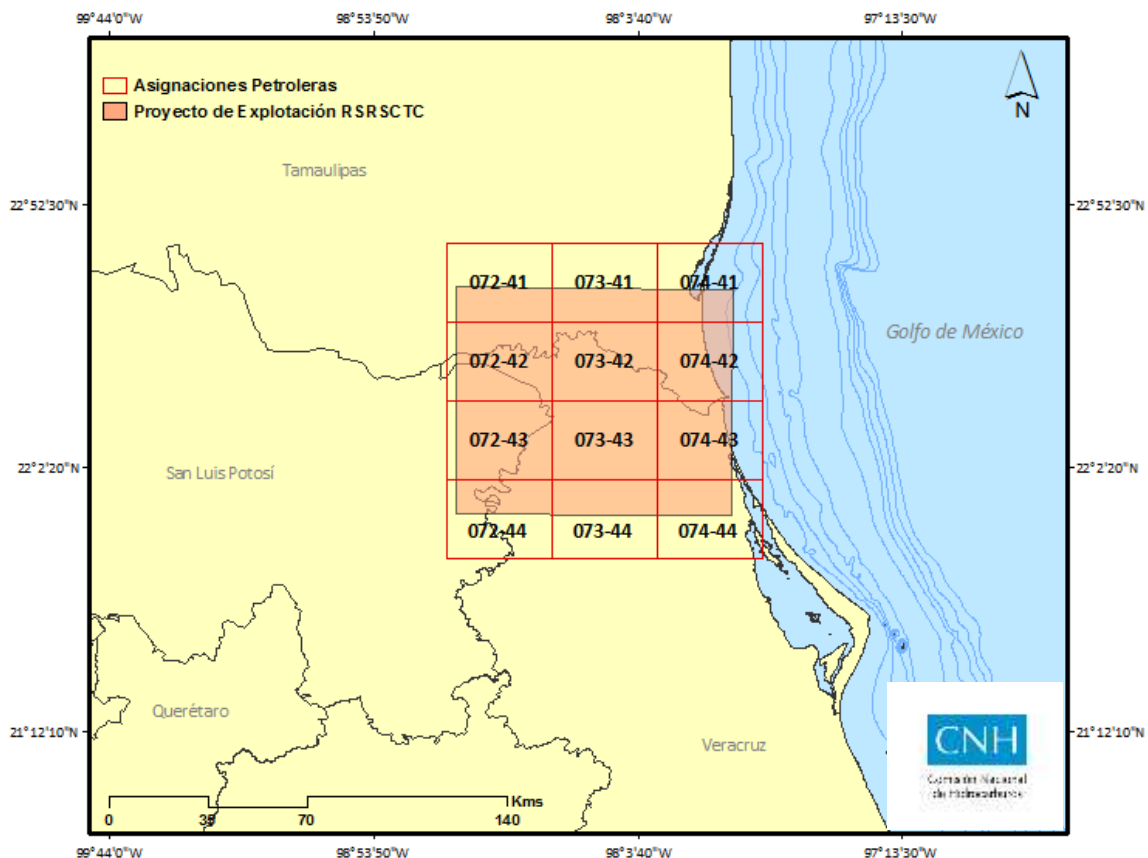 99°44'0"W 98°53'50"W 98°3'40"W 97°13'30"W
Asignaciones Petroleras
Proyecto de Explotación RSRSCTC
N
Tamaulipas
22°52'30"N 22°52'30"N
072-41 073-41 074-41
Golfo de México
072-42 073-42 074-42
072-43 073-43 074-43
San Luis Potosí
22°2'20"N 22°2'20"N
072-44 073-44 074-44
Querétaro
Veracruz
21°12'10"N 21°12'10"N
CNH
Comisión Nacional
de Hidrocarburos
Kms
0 35 70 140
99°44'0"W 98°53'50"W 98°3'40"W 97°13'30"W